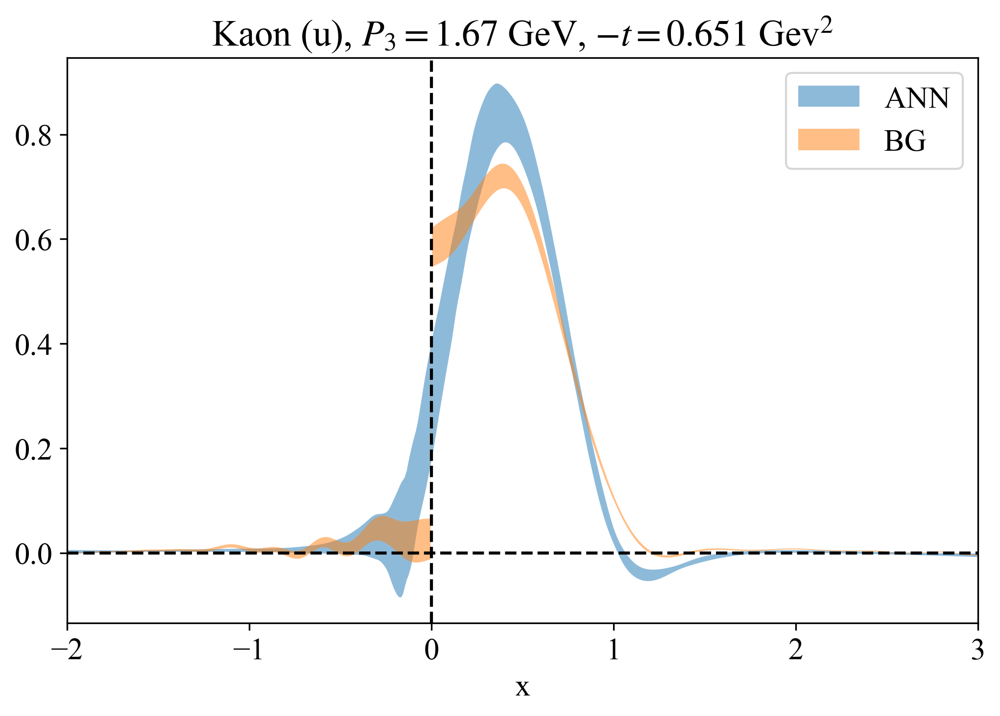 Kaon (u), P₃ = 1.67 GeV, −t = 0.651 Gev²
ANN
BG
0.8
0.6
0.4
0.2
0.0
−2 −1 0 1 2 3
x